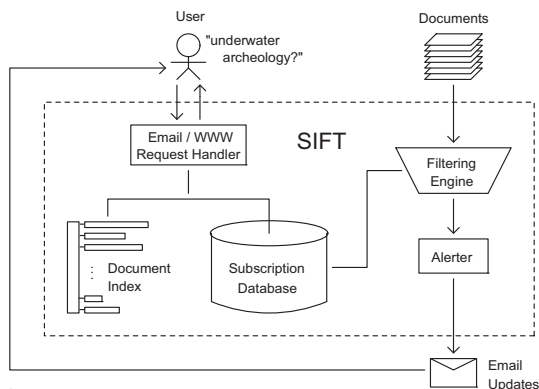 User
Documents
"underwater
archeology?"
Email / WWW
Request Handler
SIFT
Filtering
Engine
: Document
Index
Subscription
Database
Alerter
Email
Updates